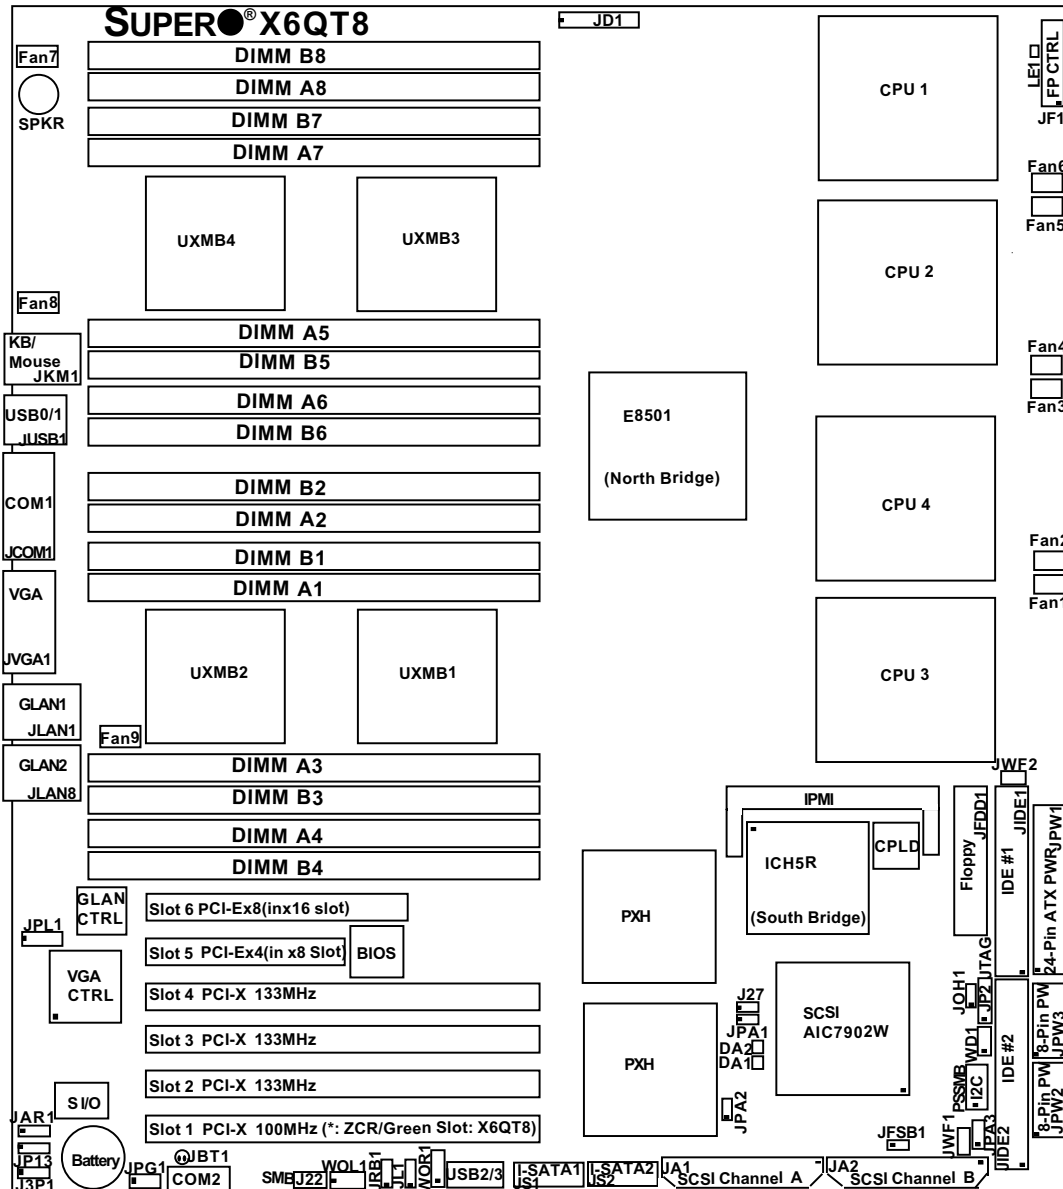 SUPER® X6QT8
JD1
Fan7
SPKR
DIMM B8
DIMM A8
DIMM B7
DIMM A7
CPU 1
LE1
FP CTRL
JF1
Fan6
Fan5
UXMB4
UXMB3
CPU 2
Fan8
KB/
Mouse
JKM1
DIMM A5
DIMM B5
DIMM A6
DIMM B6
Fan4
Fan3
USB0/1
JUSB1
E8501
(North Bridge)
COM1
JCOM1
DIMM B2
DIMM A2
DIMM B1
DIMM A1
CPU 4
Fan2
Fan1
VGA
JVGA1
UXMB2
UXMB1
CPU 3
GLAN1
JLAN1
Fan9
GLAN2
JLAN8
DIMM A3
DIMM B3
DIMM A4
DIMM B4
JWF2
IPMI
CPLD
ICH5R
(South Bridge)
Floppy
JFDD1
IDE #1
JIDE1
24-Pin ATX PWR
JPW1
GLAN
CTRL
JPL1
VGA
CTRL
Slot 6 PCI-Ex8(inx16 slot)
Slot 5 PCI-Ex4(in x8 Slot)
BIOS
Slot 4 PCI-X 133MHz
Slot 3 PCI-X 133MHz
Slot 2 PCI-X 133MHz
Slot 1 PCI-X 100MHz (*: ZCR/Green Slot: X6QT8)
PXH
PXH
J27
JPA1
DA2
DA1
JPA2
SCSI
AIC7902W
JOH1
JP2
JTAG
WD1
PSSMB
I2C
IDE #2
JIDE2
8-Pin PW
JPW3
8-Pin PW
JPW2
S I/O
JAR1
JP13
J3P1
Battery
JPG1
JBT1
COM2
SMB
J22
WOL1
JRB1
JL1
WOR1
USB2/3
I-SATA1
JS1
I-SATA2
JS2
JA1
SCSI Channel A
JA2
SCSI Channel B
JFSB1
JWF1
JPA3